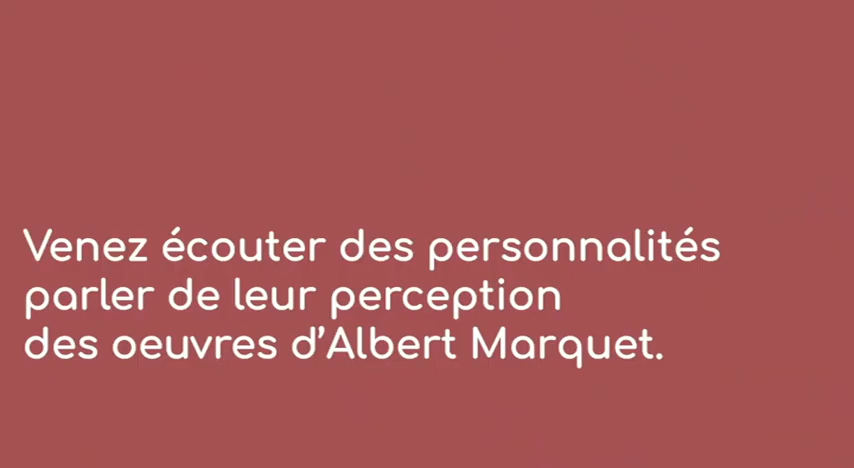 Venez écouter des personnalités
parler de leur perception
des oeuvres d’Albert Marquet.